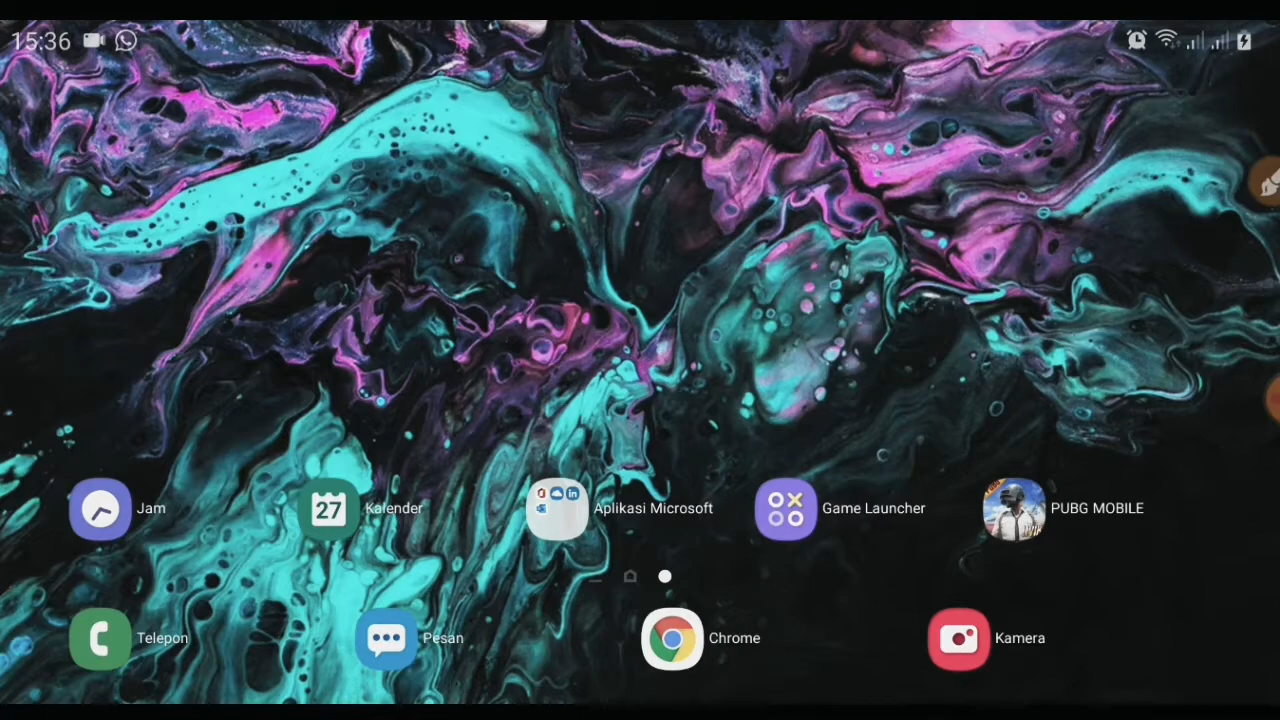 15:36
Jam
27
Kalender
Aplikasi Microsoft
Game Launcher
PUBG MOBILE
Telepon
Pesan
Chrome
Kamera